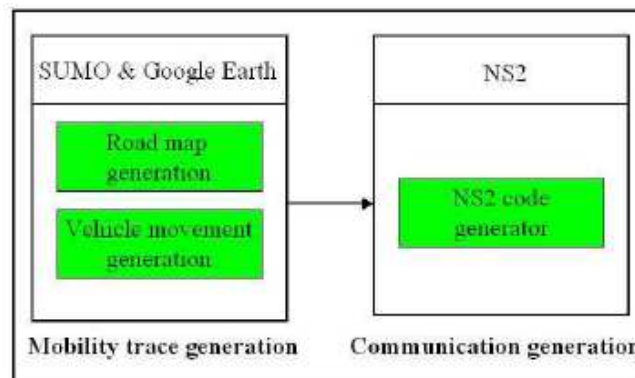 SUMO & Google Earth
Road map
generation
Vehicle movement
generation
Mobility trace generation
NS2
NS2 code
generator
Communication generation